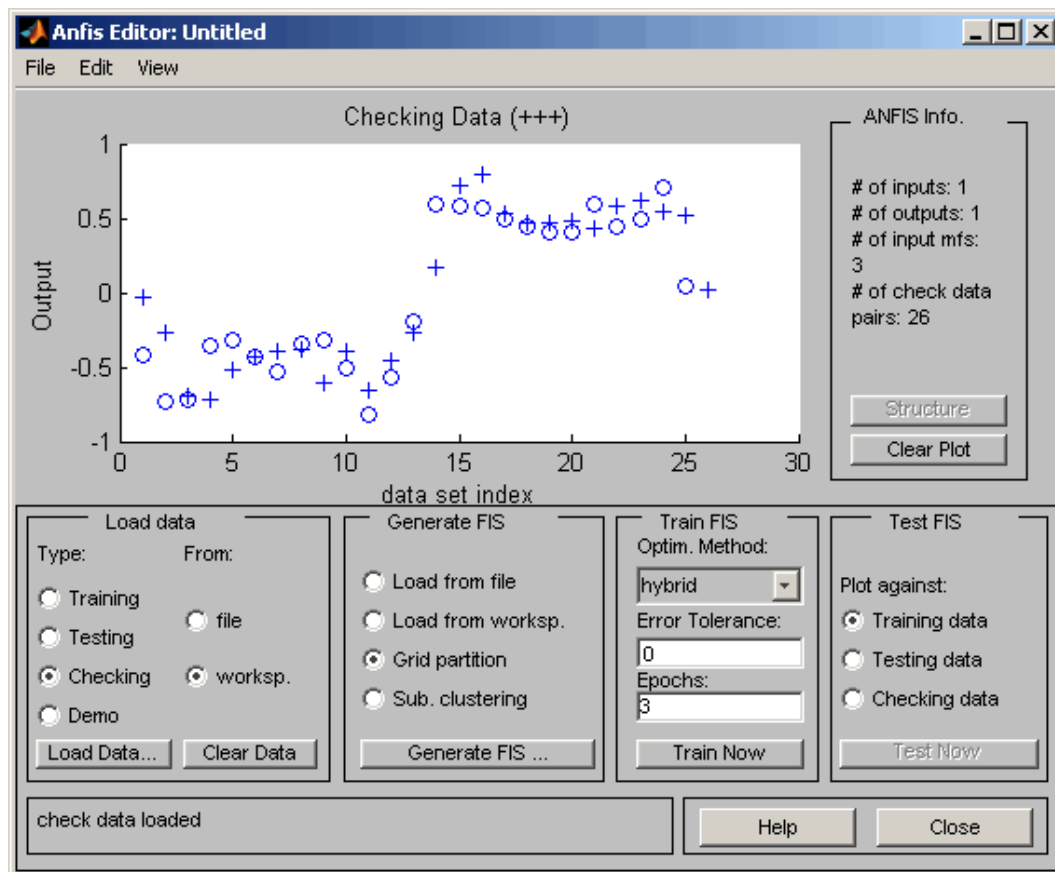 Anfis Editor: Untitled
File Edit View
Checking Data (+++)
1
0.5
0
-0.5
-1
Output
0 5 10 15 20 25 30
data set index
ANFIS Info.
# of inputs: 1
# of outputs: 1
# of input mfs:
3
# of check data
pairs: 26
Structure
Clear Plot
Load data
Type: From:
Training
file
Testing
Checking
worksp.
Demo
Load Data... Clear Data
Generate FIS
Load from file
Load from worksp.
Grid partition
Sub. clustering
Generate FIS ...
Train FIS
Optim. Method:
hybrid
Error Tolerance:
0
Epochs:
3
Train Now
Test FIS
Plot against:
Training data
Testing data
Checking data
Test Now
check data loaded
Help Close